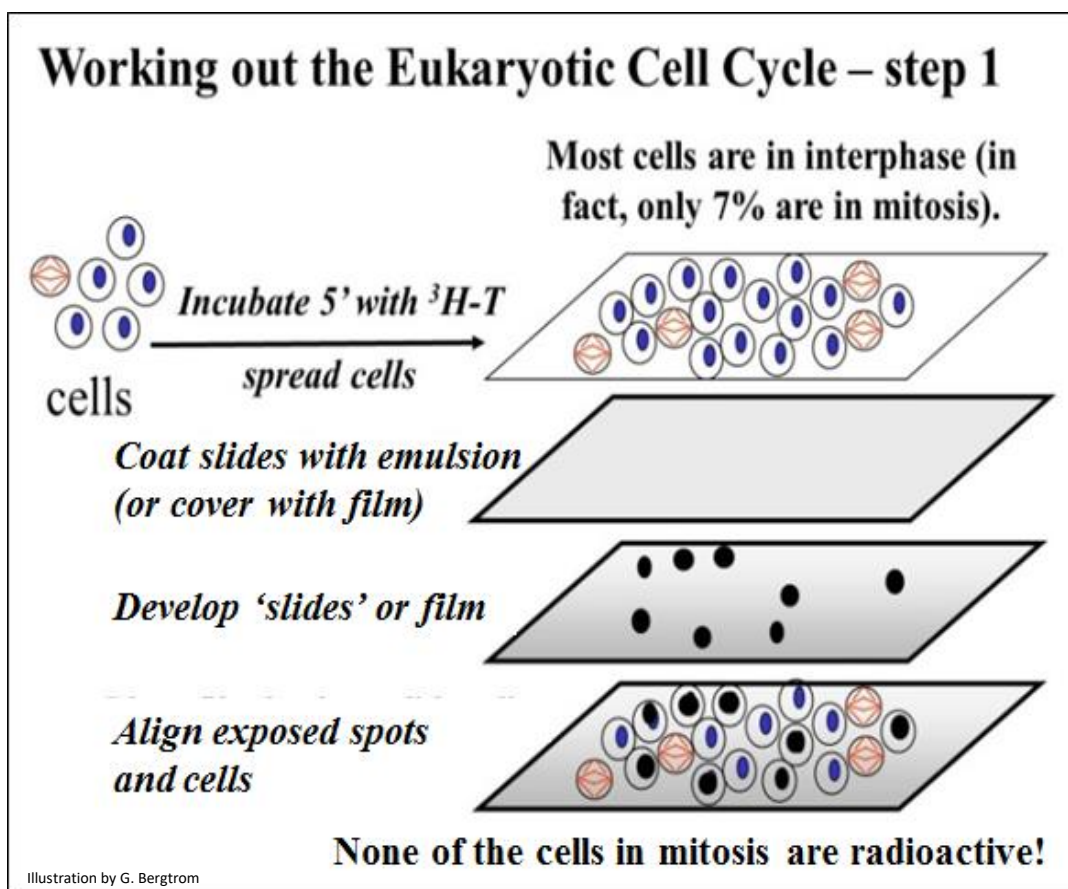 Working out the Eukaryotic Cell Cycle – step 1
Most cells are in interphase (in
fact, only 7% are in mitosis).
Incubate 5’ with ³H-T
spread cells
cells
Coat slides with emulsion
(or cover with film)
Develop ‘slides’ or film
Align exposed spots
and cells
None of the cells in mitosis are radioactive!
Illustration by G. Bergtrom